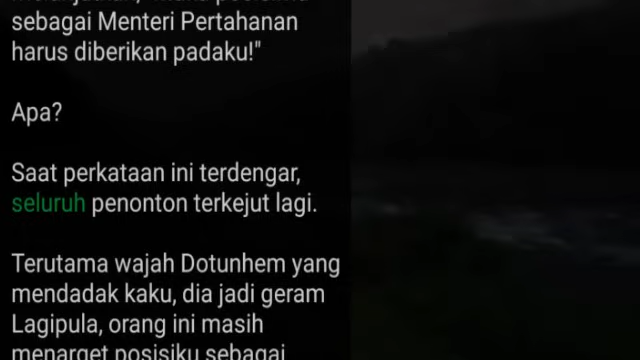 sebagai Menteri Pertahanan
harus diberikan padaku!"
Apa?
Saat perkataan ini terdengar,
seluruh penonton terkejut lagi.
Terutama wajah Dotunhem yang
mendadak kaku, dia jadi geram
Lagipula, orang ini masih
menarget posisiku sebagai